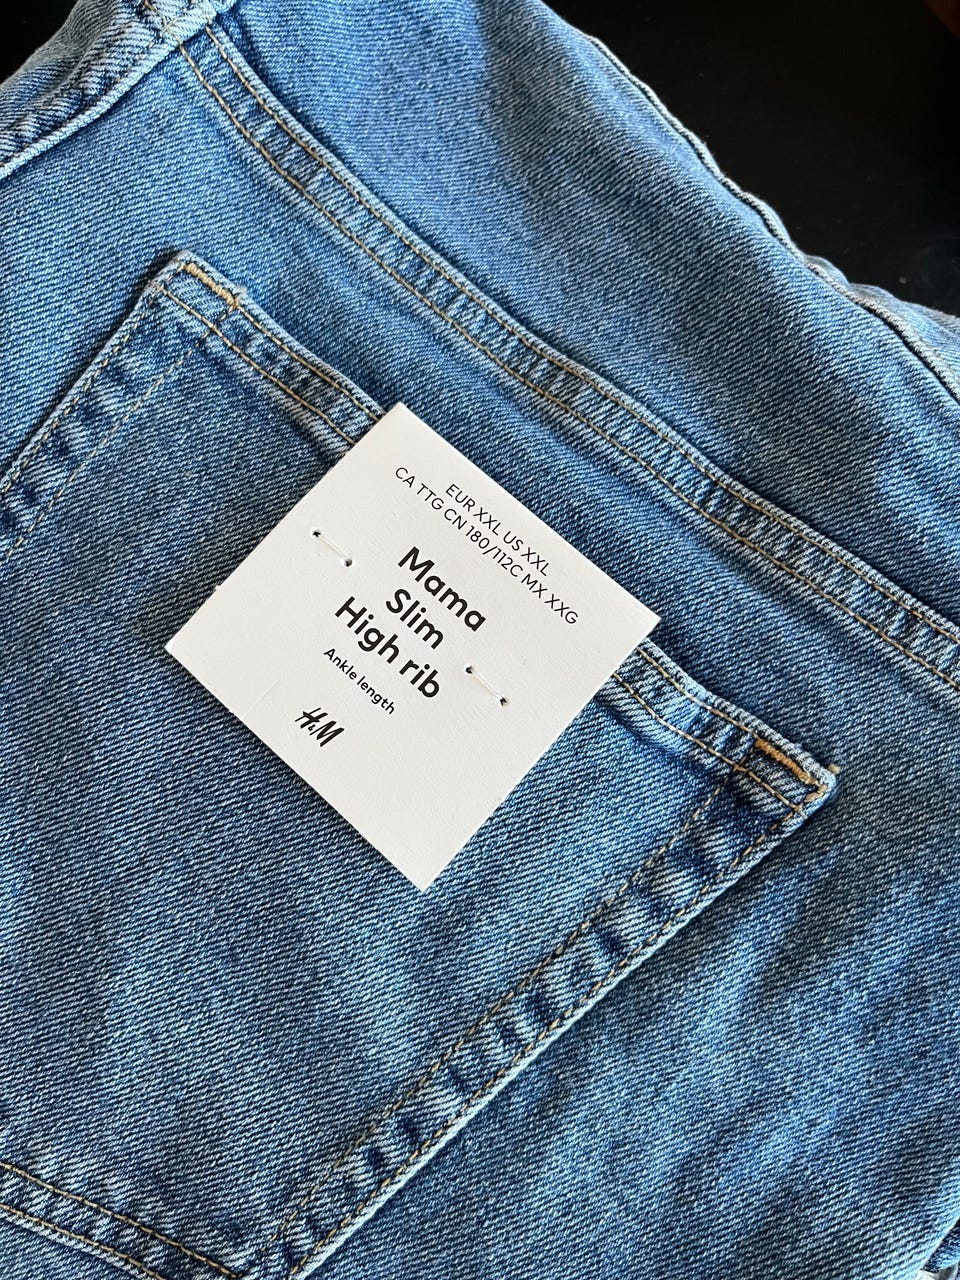 EUR XXL US XXL
CA TTG CN 180/112C MX XXG
Mama
Slim
High rib
Ankle length
H&M